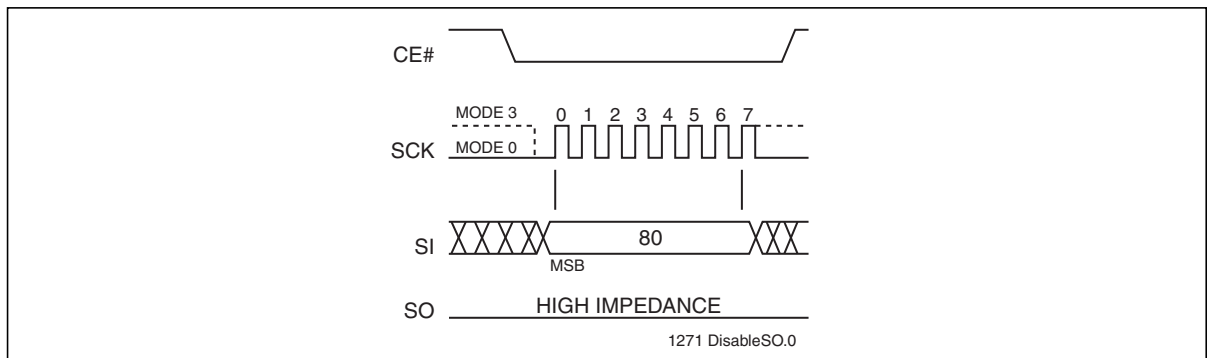 CE#
MODE 3
0 1 2 3 4 5 6 7
SCK
MODE 0
SI
80
MSB
SO
HIGH IMPEDANCE
1271 DisableSO.0